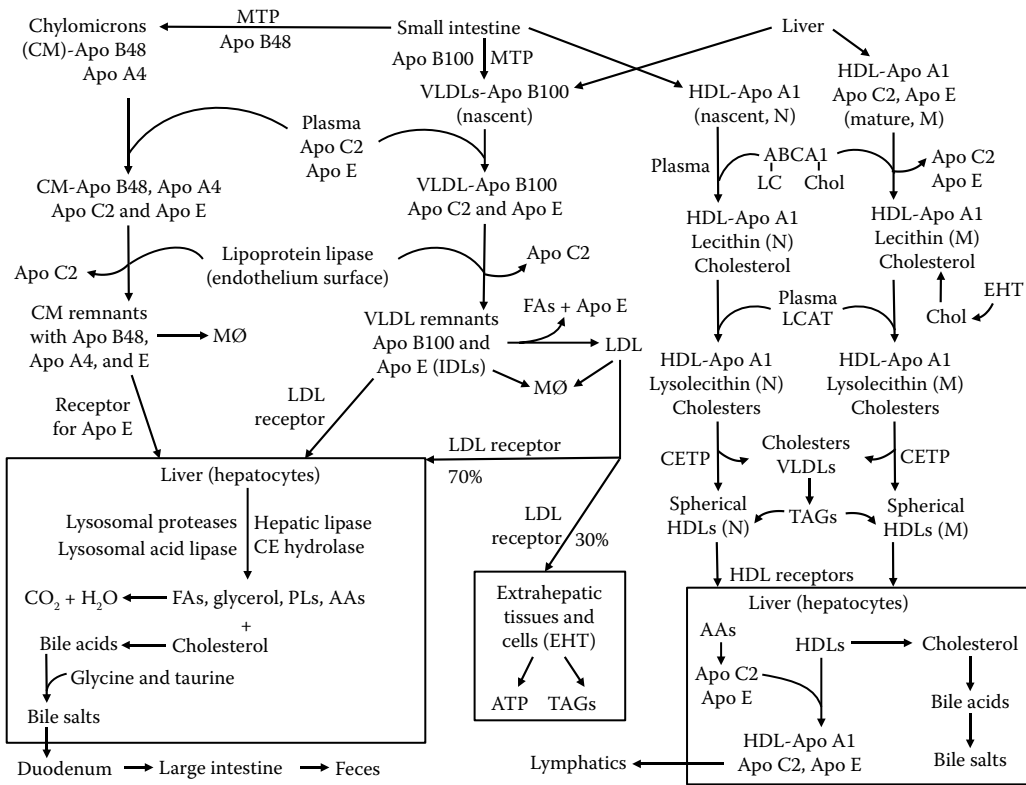 Chylomicrons
(CM)-Apo B48
Apo A4
MTP
Apo B48
Small intestine
Apo B100
MTP
VLDLs-Apo B100
(nascent)
Liver
HDL-Apo A1
(nascent, N)
HDL-Apo A1
Apo C2, Apo E
(mature, M)
Plasma
Apo C2
Apo E
Plasma
ABCA1
LC
Chol
Apo C2
Apo E
CM-Apo B48, Apo A4
Apo C2 and Apo E
VLDL-Apo B100
Apo C2 and Apo E
HDL-Apo A1
Lecithin (N)
Cholesterol
HDL-Apo A1
Lecithin (M)
Cholesterol
Apo C2
Lipoprotein lipase
(endothelium surface)
Apo C2
EHT
Chol
CM remnants
with Apo B48,
Apo A4, and E
MØ
VLDL remnants
Apo B100 and
Apo E (IDLs)
FAs + Apo E
LDL
MØ
Plasma
LCAT
HDL-Apo A1
Lysolecithin (N)
Cholesters
HDL-Apo A1
Lysolecithin (M)
Cholesters
Receptor
for Apo E
LDL
receptor
LDL receptor
70%
LDL
receptor
30%
CETP
Cholesters
VLDLs
CETP
Spherical
HDLs (N)
TAGs
Spherical
HDLs (M)
HDL receptors
Liver (hepatocytes)
Lysosomal proteases
Lysosomal acid lipase
Hepatic lipase
CE hydrolase
CO₂ + H₂O
FAs, glycerol, PLs, AAs
+
Bile acids
Cholesterol
Glycine and taurine
Bile salts
Duodenum
Large intestine
Feces
Extrahepatic
tissues and
cells (EHT)
ATP
TAGs
Liver (hepatocytes)
AAs
Apo C2
Apo E
HDLs
Cholesterol
Bile acids
Bile salts
HDL-Apo A1
Apo C2, Apo E
Lymphatics